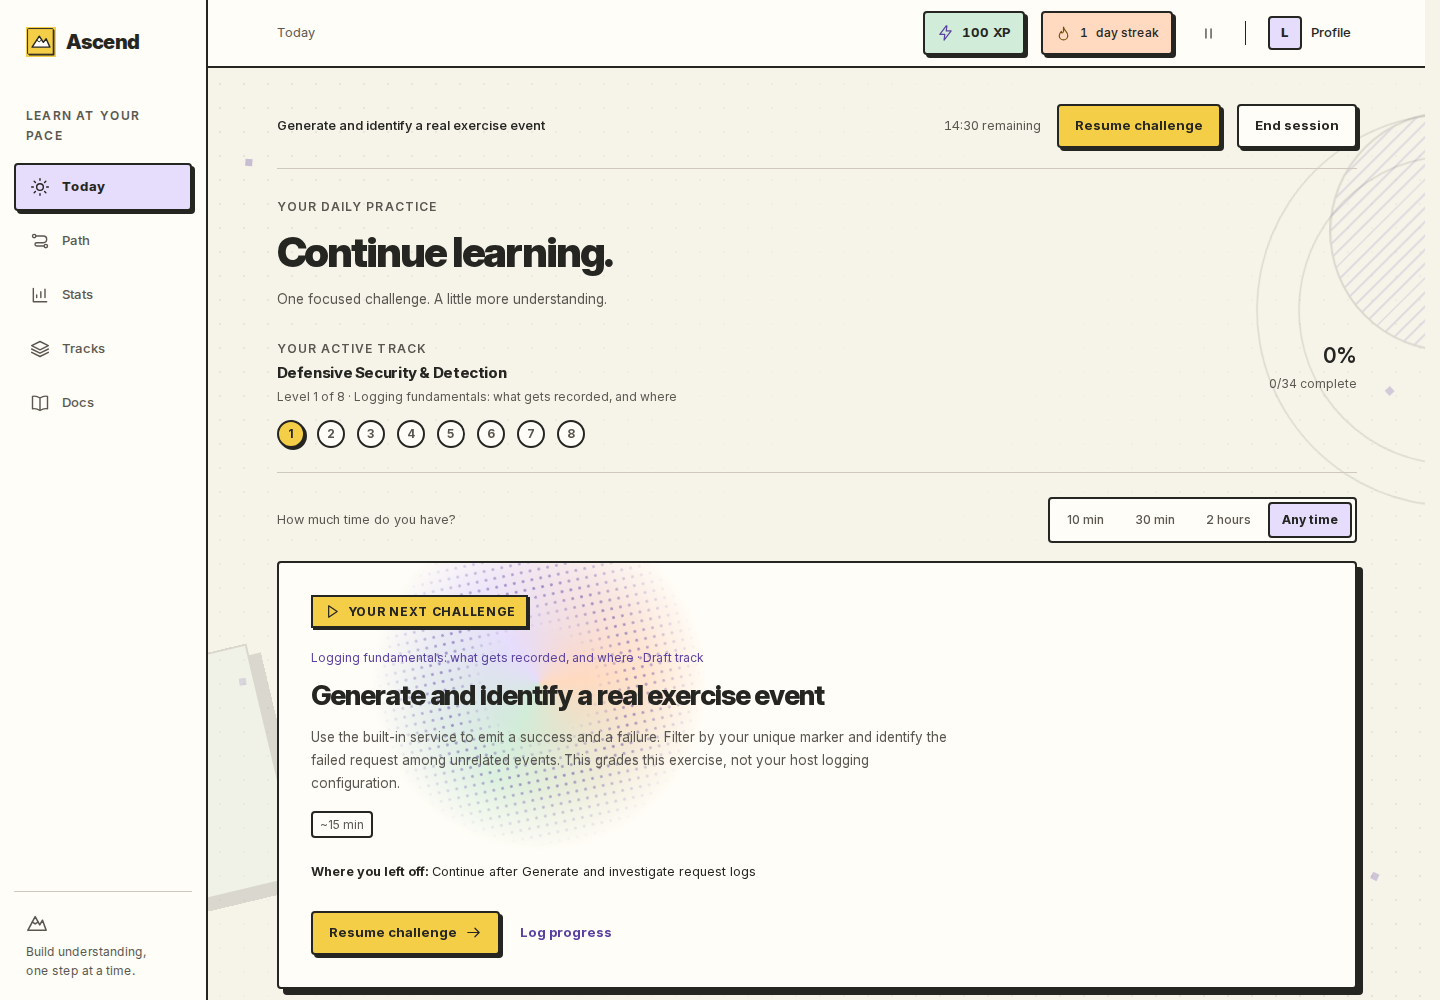 Ascend
LEARN AT YOUR
PACE
Today
Path
Stats
Tracks
Docs
Build understanding,
one step at a time.
Today
100 XP
1 day streak
L
Profile
Generate and identify a real exercise event
14:30 remaining
Resume challenge
End session
YOUR DAILY PRACTICE
Continue learning.
One focused challenge. A little more understanding.
YOUR ACTIVE TRACK
Defensive Security & Detection
Level 1 of 8 · Logging fundamentals: what gets recorded, and where
0%
0/34 complete
1 2 3 4 5 6 7 8
How much time do you have?
10 min 30 min 2 hours Any time
YOUR NEXT CHALLENGE
Logging fundamentals: what gets recorded, and where · Draft track
Generate and identify a real exercise event
Use the built-in service to emit a success and a failure. Filter by your unique marker and identify the
failed request among unrelated events. This grades this exercise, not your host logging
configuration.
~15 min
Where you left off: Continue after Generate and investigate request logs
Resume challenge
Log progress